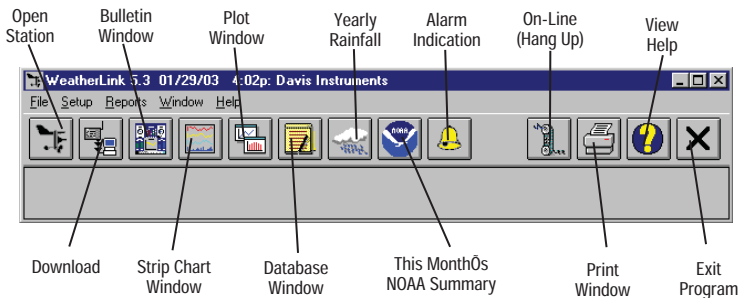 Open
Station
Bulletin
Window
Plot
Window
Yearly
Rainfall
Alarm
Indication
On-Line
(Hang Up)
View
Help
WeatherLink 5.3 01/29/03 4:02p: Davis Instruments
File Setup Reports Window Help
NOAA
Download
Strip Chart
Window
Database
Window
This MonthÕs
NOAA Summary
Print
Window
Exit
Program